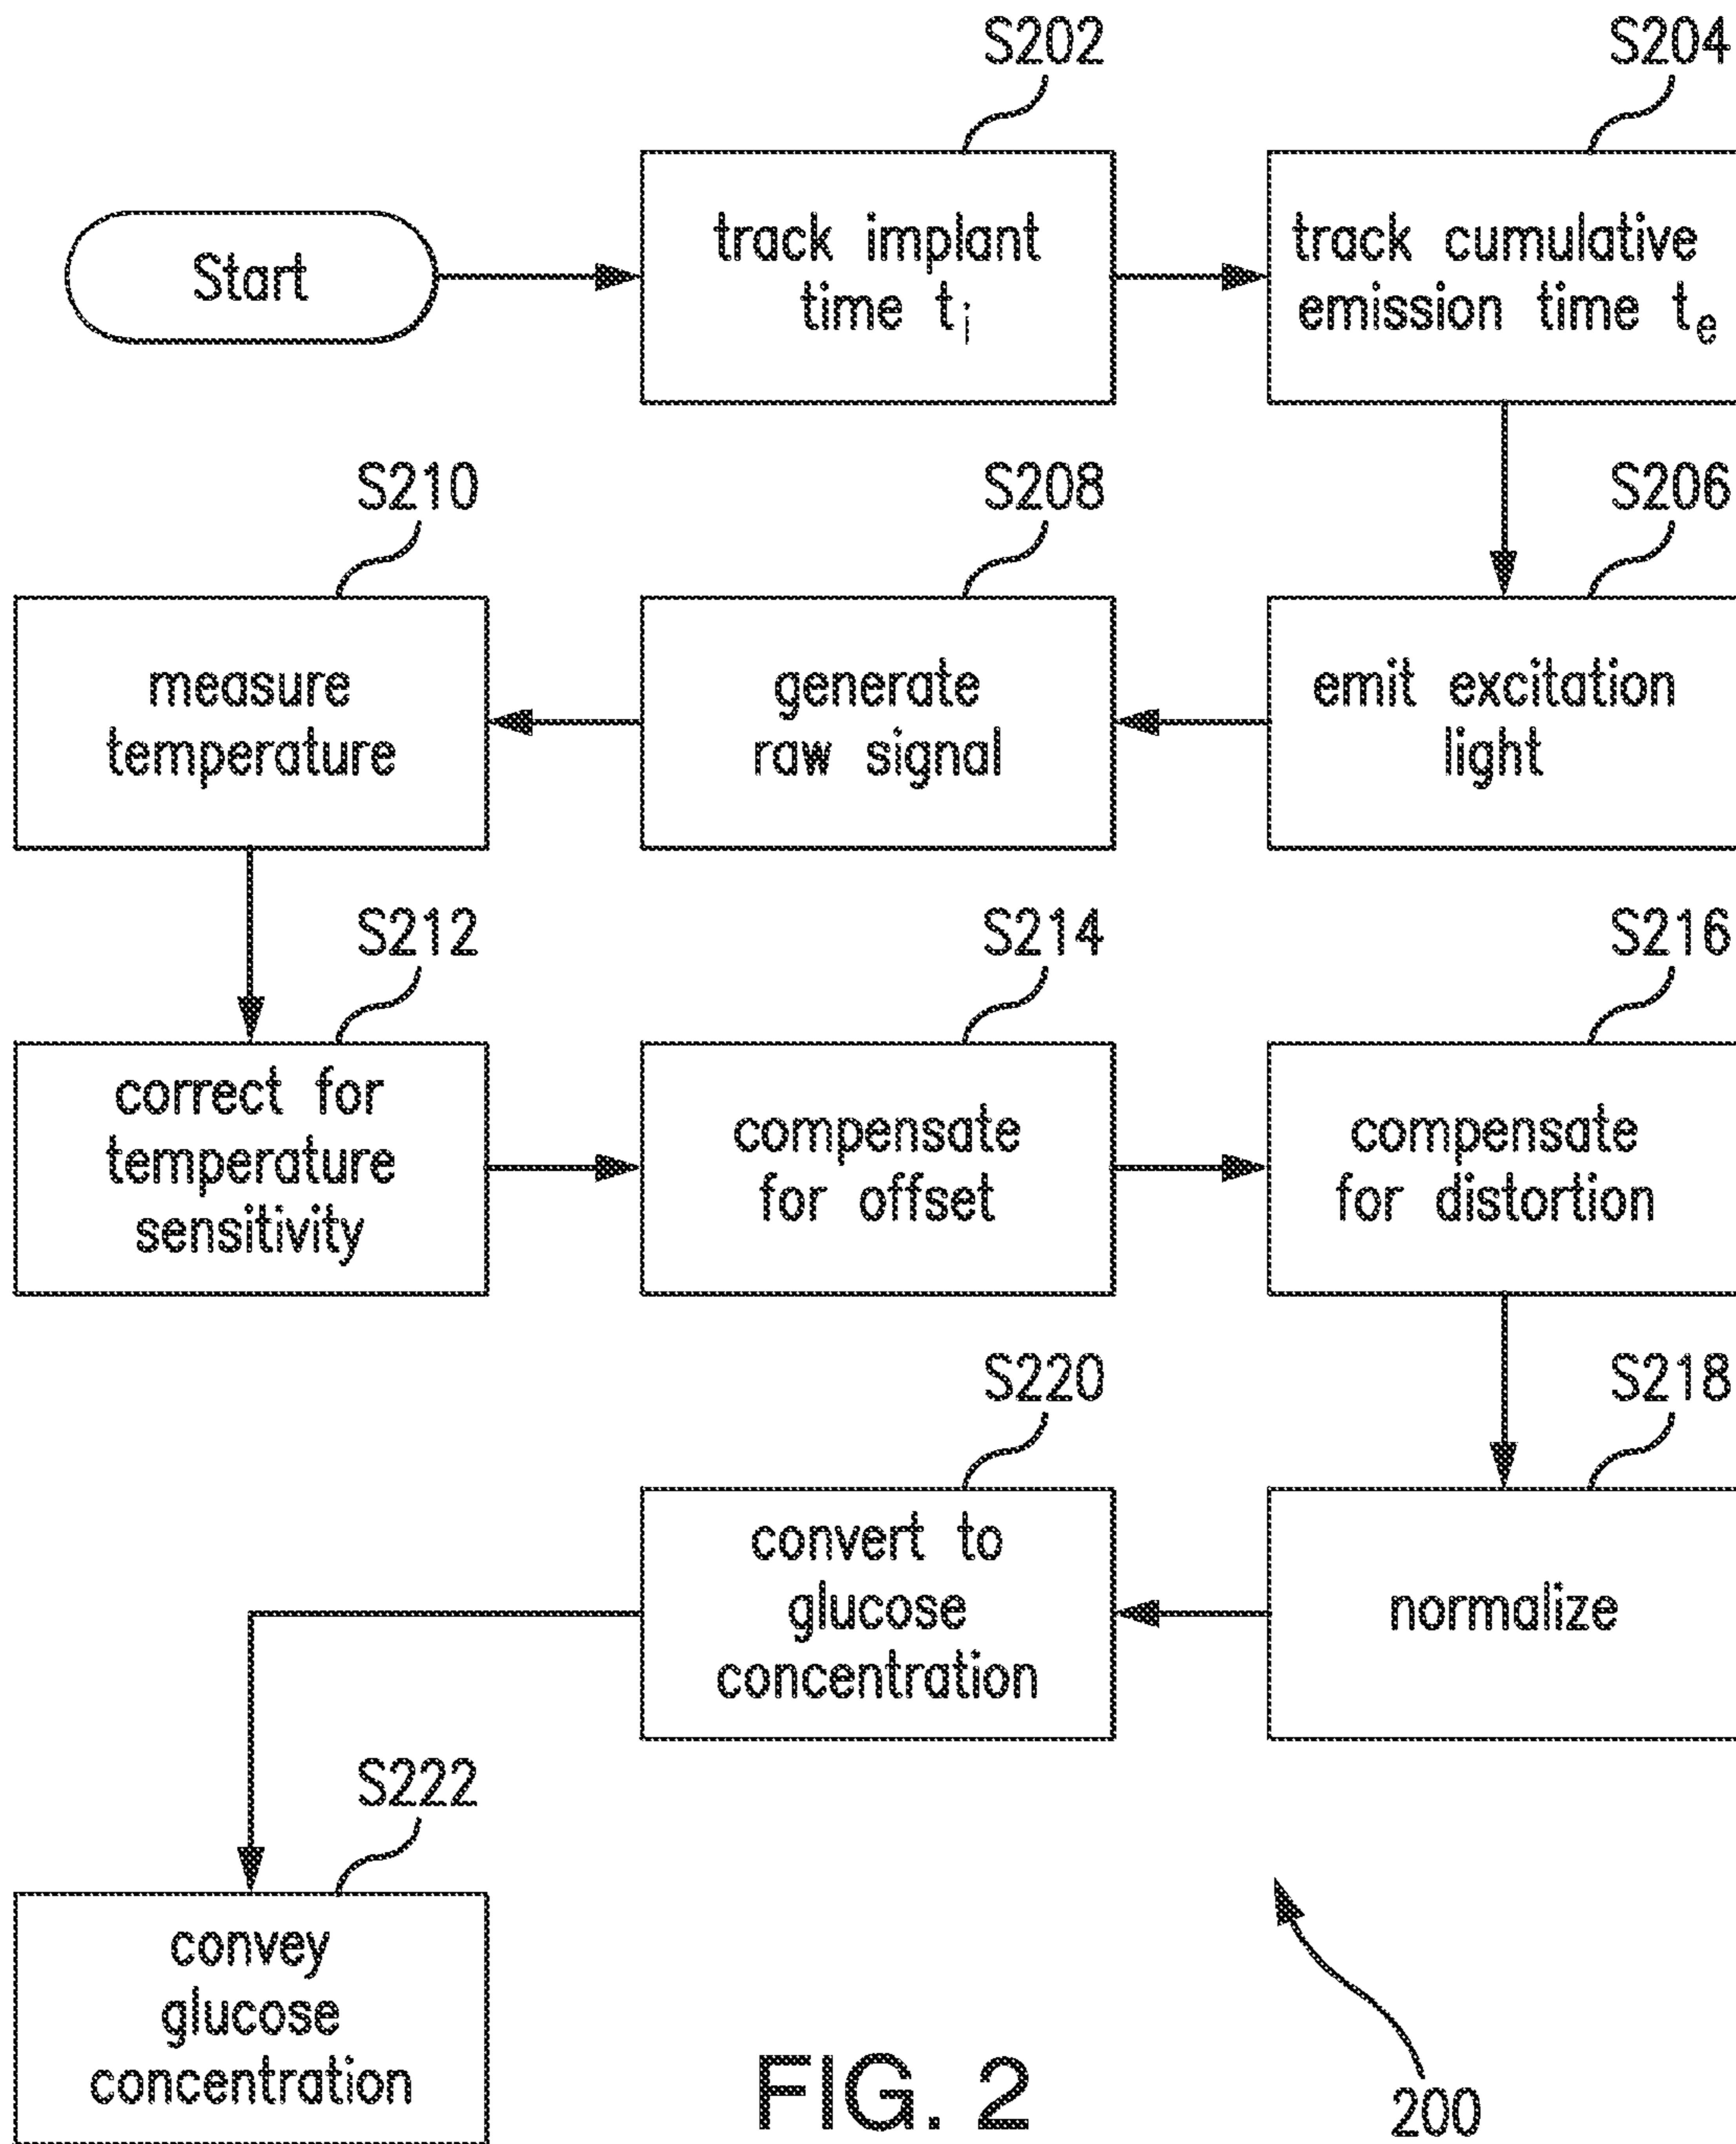 S202
S204
Start
track implant
time t_i
track cumulative
emission time t_e
S210
S208
S206
measure
temperature
generate
raw signal
emit excitation
light
S212
S214
S216
correct for
temperature
sensitivity
compensate
for offset
compensate
for distortion
S220
S218
convert to
glucose
concentration
normalize
S222
convey
glucose
concentration
FIG. 2
200